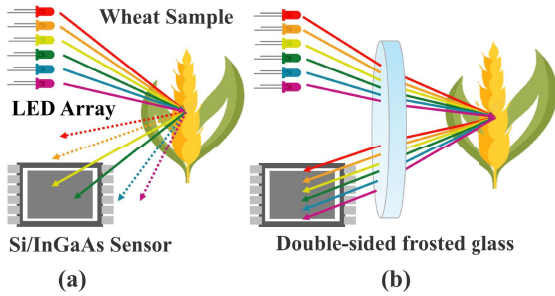 Wheat Sample
LED Array
Si/InGaAs Sensor
Double-sided frosted glass
(a)
(b)